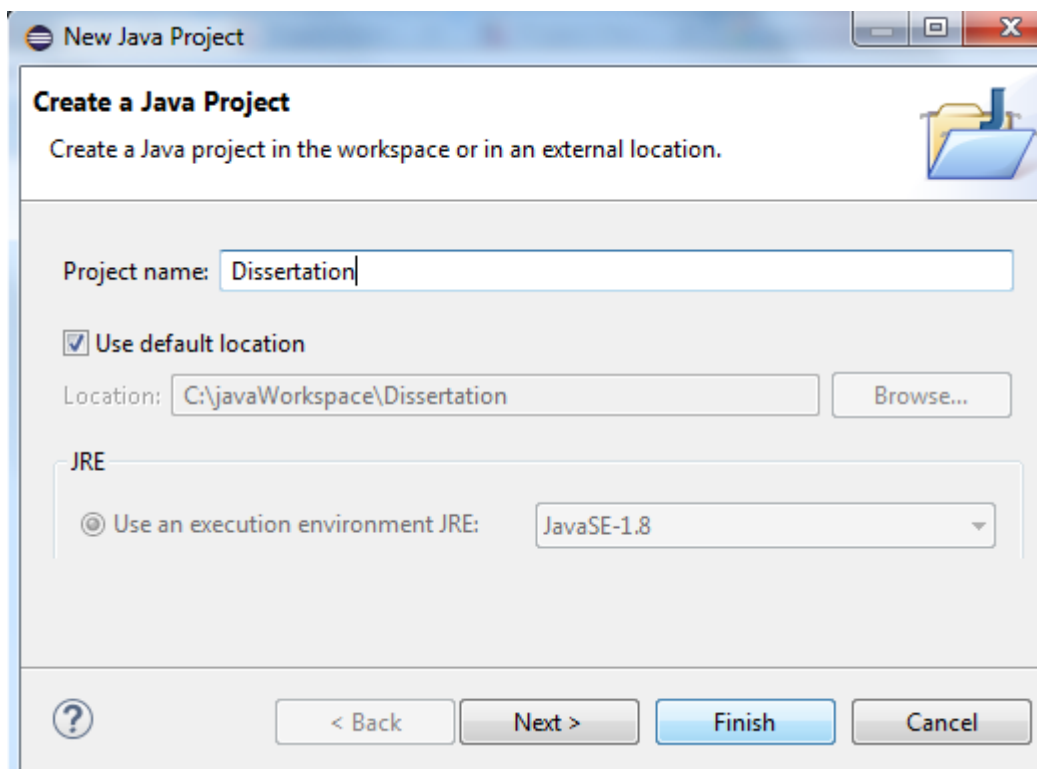 New Java Project
Create a Java Project
Create a Java project in the workspace or in an external location.
Project name: Dissertation
Use default location
Location: C:\javaWorkspace\Dissertation Browse...
JRE
Use an execution environment JRE: JavaSE-1.8
? < Back Next > Finish Cancel